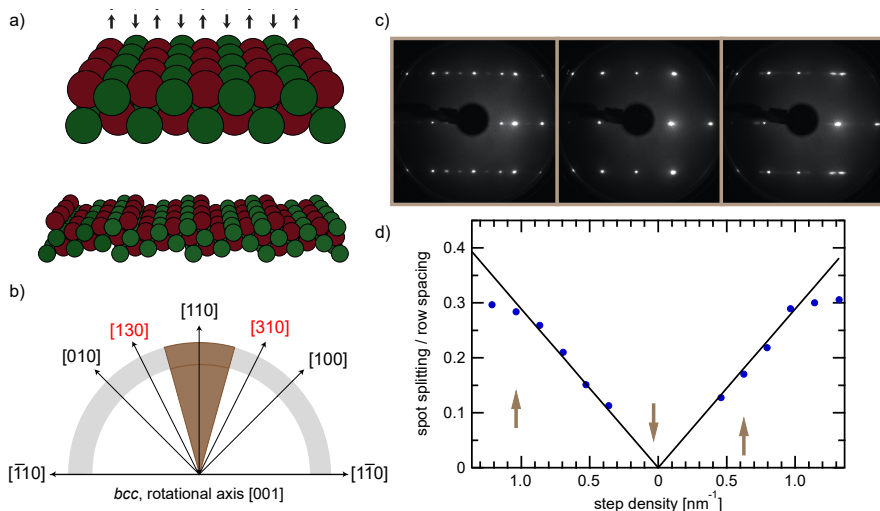 a)
b)
[110]
[130]
[310]
[010]
[100]
[1̅10]
[11̅0]
bcc, rotational axis [001]
c)
d)
spot splitting / row spacing
0.4
0.3
0.2
0.1
0
1.0
0.5
0
0.5
1.0
step density [nm⁻¹]